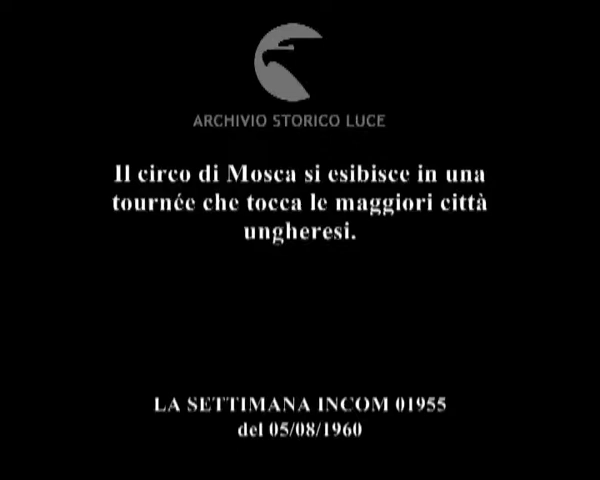 ARCHIVIO STORICO LUCE
Il circo di Mosca si esibisce in una
tournée che tocca le maggiori città
ungheresi.
LA SETTIMANA INCOM 01955
del 05/08/1960